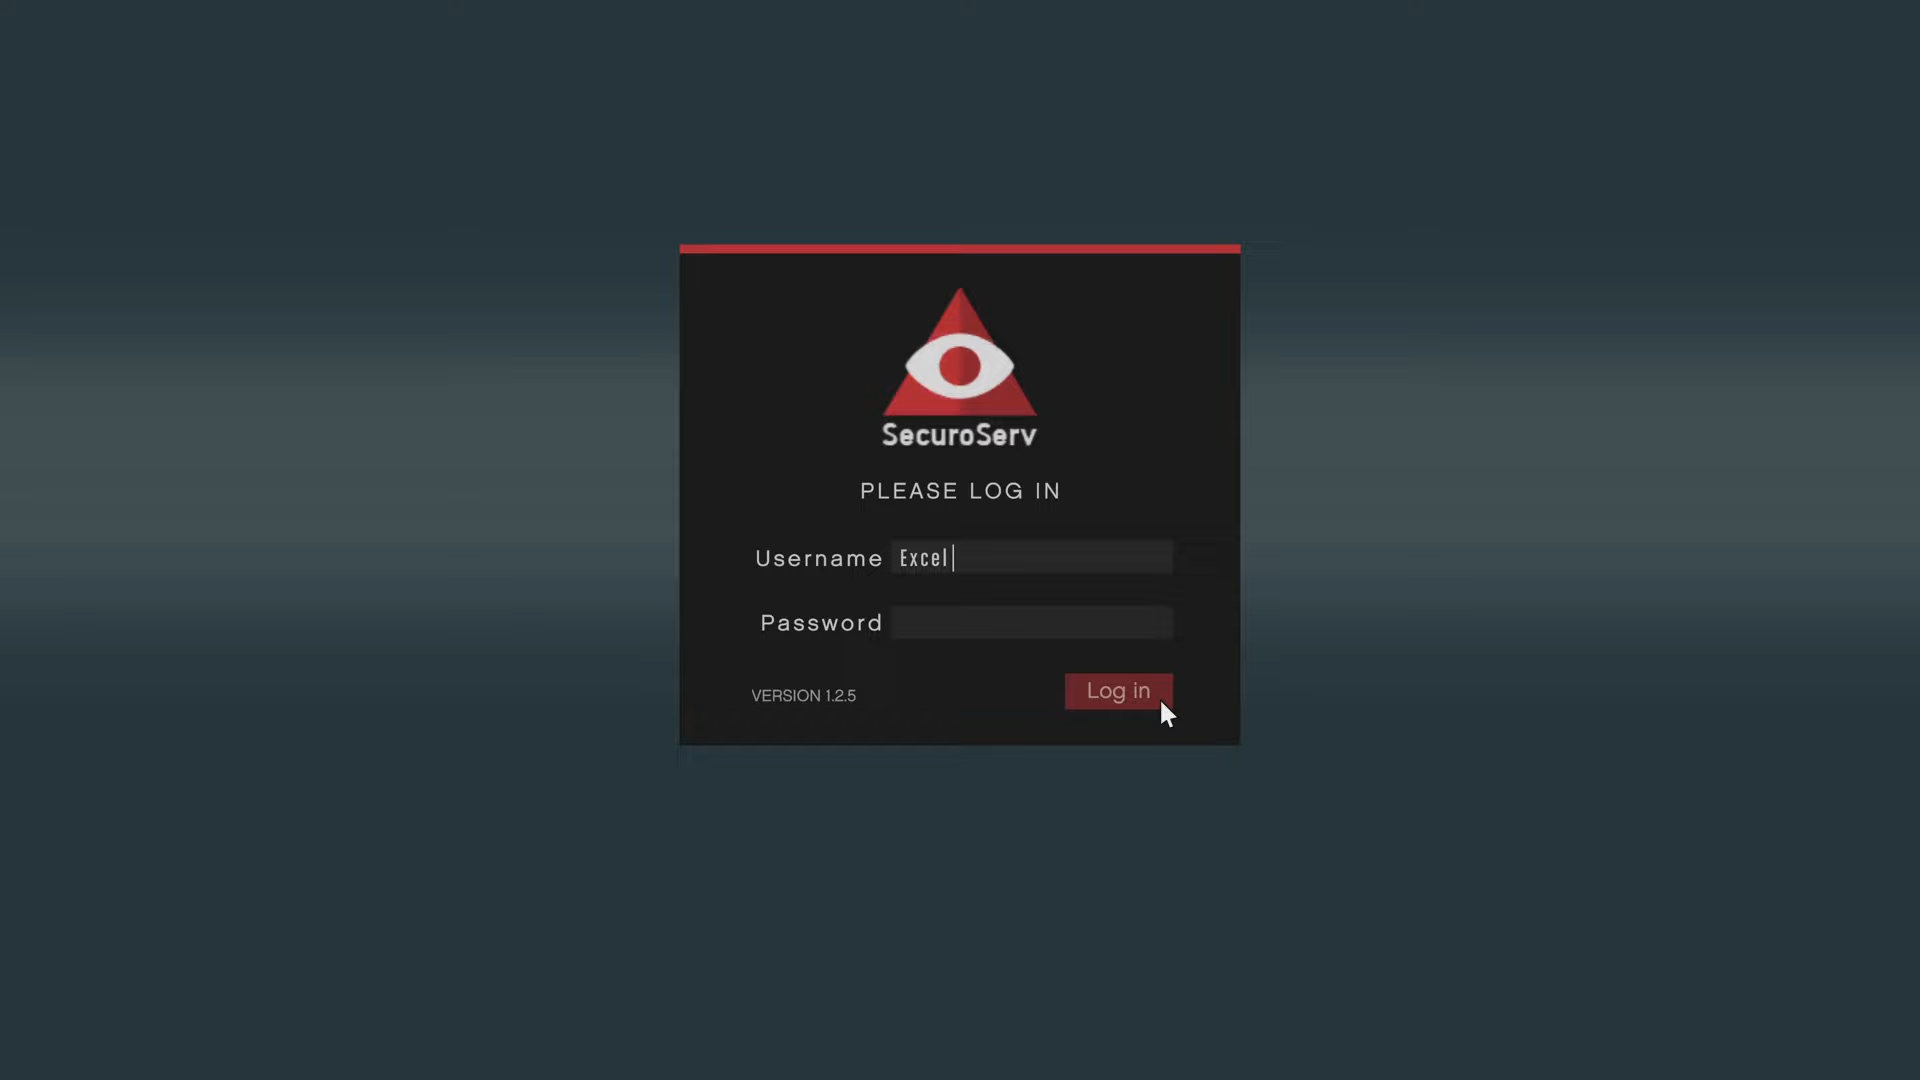 SecuroServ
PLEASE LOG IN
Username Excel
Password
VERSION 1.2.5 Log in